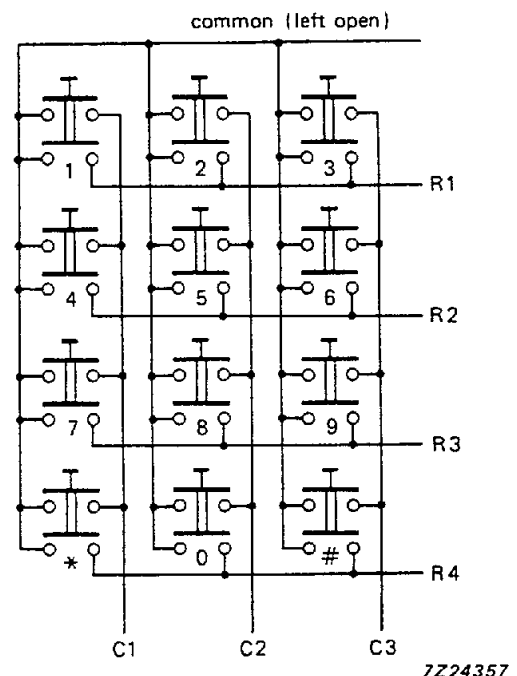 common (left open)
1 2 3
R1
4 5 6
R2
7 8 9
R3
* 0 #
R4
C1 C2 C3
7Z24357